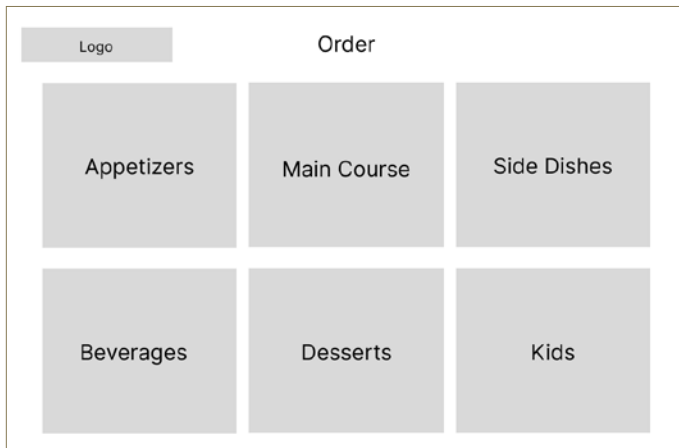 Logo
Order
Appetizers
Main Course
Side Dishes
Beverages
Desserts
Kids